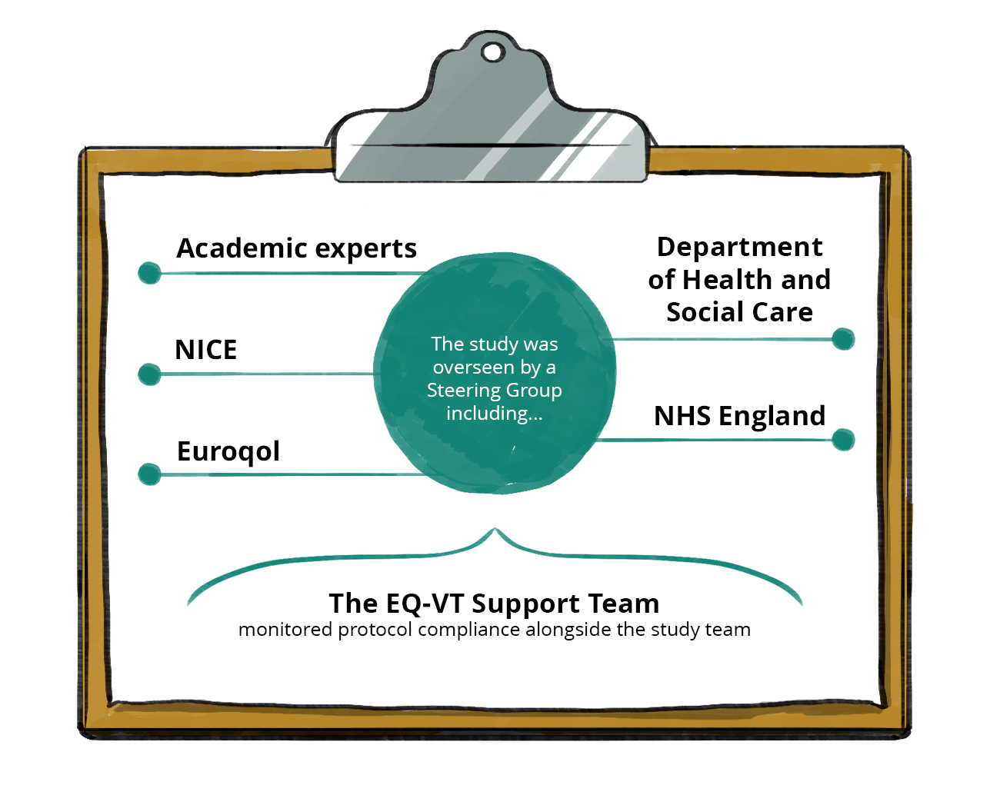 Academic experts
NICE
Euroqol
The study was
overseen by a
Steering Group
including...
Department
of Health and
Social Care
NHS England
The EQ-VT Support Team
monitored protocol compliance alongside the study team